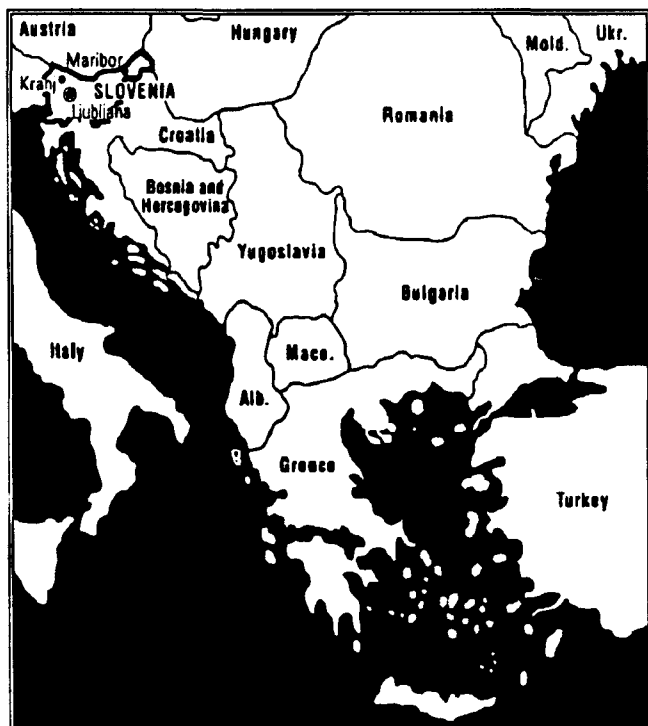 Austria
Hungary
Mold.
Ukr.
Maribor
Kranj
SLOVENIA
Ljubljana
Romania
Croatia
Bosnia and
Hercegovina
Yugoslavia
Bulgaria
Italy
Mace.
Alb.
Greece
Turkey